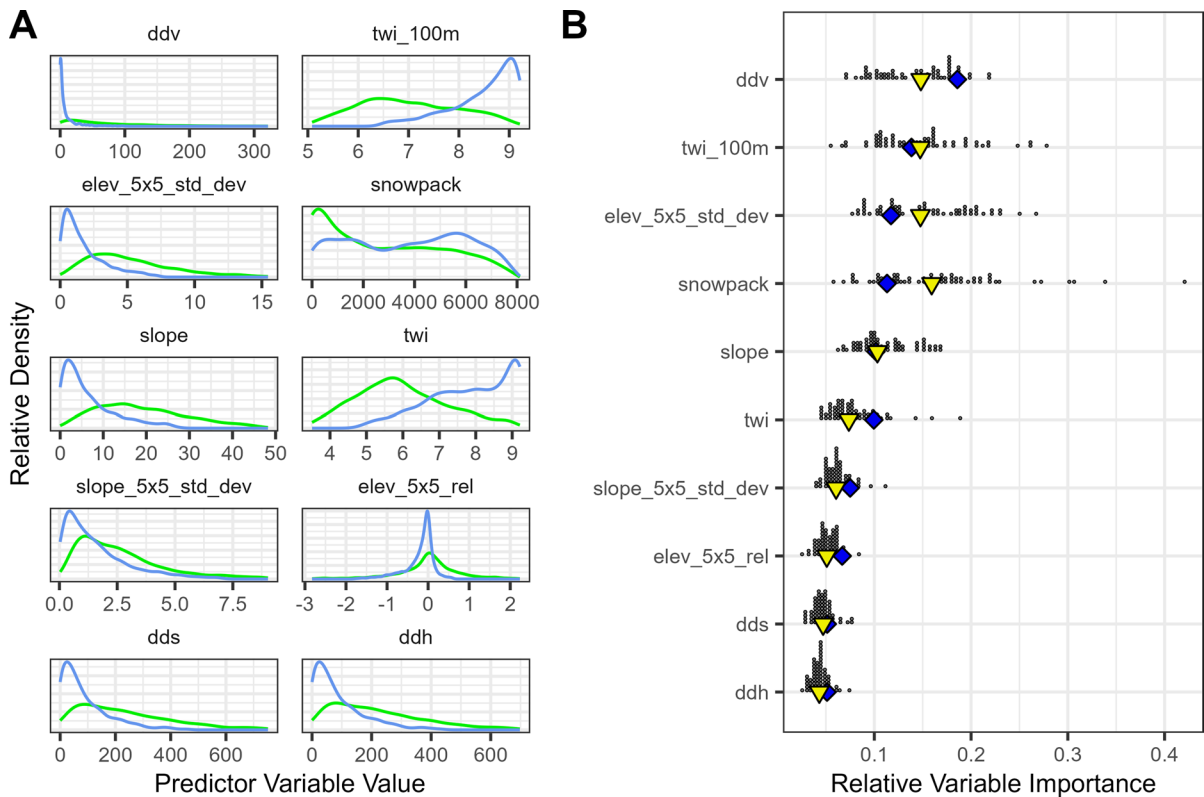 A
ddv
twi_100m
0 100 200 300
5 6 7 8 9
elev_5x5_std_dev
snowpack
0 5 10 15
0 2000 4000 6000 8000
slope
twi
0 10 20 30 40 50
4 5 6 7 8 9
slope_5x5_std_dev
elev_5x5_rel
0.0 2.5 5.0 7.5
-3 -2 -1 0 1 2
dds
ddh
0 200 400 600
0 200 400 600
Relative Density
Predictor Variable Value
B
ddv
twi_100m
elev_5x5_std_dev
snowpack
slope
twi
slope_5x5_std_dev
elev_5x5_rel
dds
ddh
0.1 0.2 0.3 0.4
Relative Variable Importance